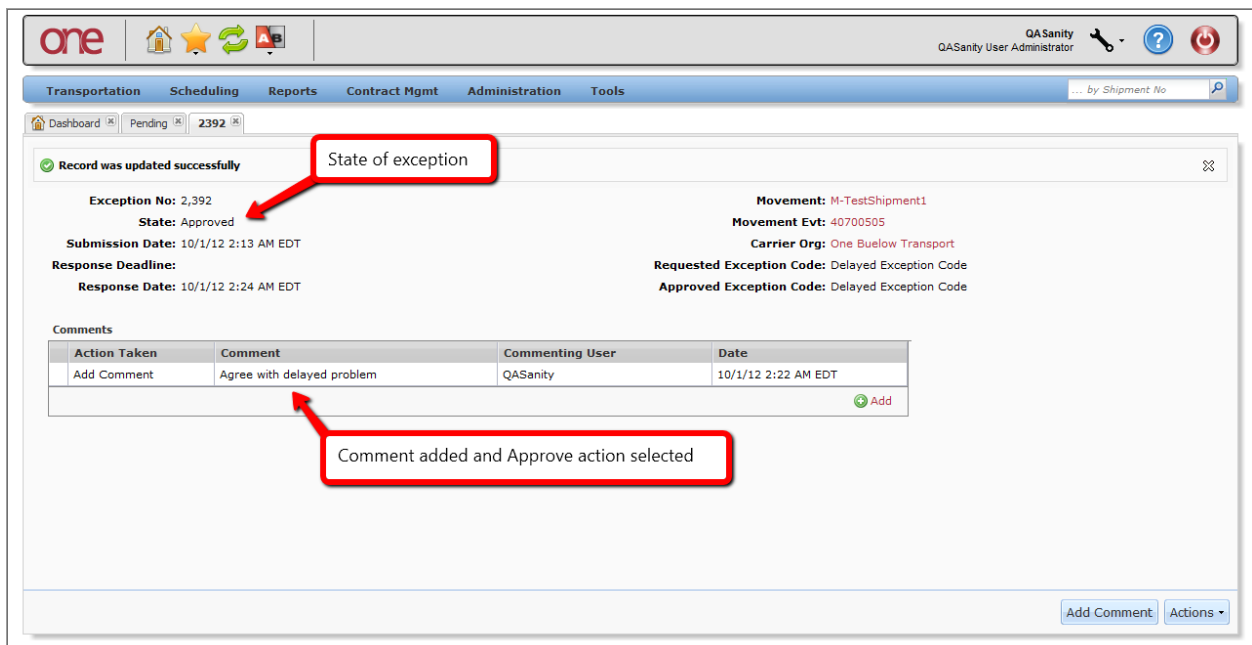 one
AB
QASanity
QASanity User Administrator
?
Transportation Scheduling Reports Contract Mgmt Administration Tools ... by Shipment No
Dashboard Pending 2392
Record was updated successfully
State of exception
Exception No: 2,392
State: Approved
Submission Date: 10/1/12 2:13 AM EDT
Response Deadline:
Response Date: 10/1/12 2:24 AM EDT
Movement: M-TestShipment1
Movement Evt: 40700505
Carrier Org: One Buelow Transport
Requested Exception Code: Delayed Exception Code
Approved Exception Code: Delayed Exception Code
Comments
Action Taken Comment Commenting User Date
Add Comment Agree with delayed problem QASanity 10/1/12 2:22 AM EDT
Add
Comment added and Approve action selected
Add Comment Actions